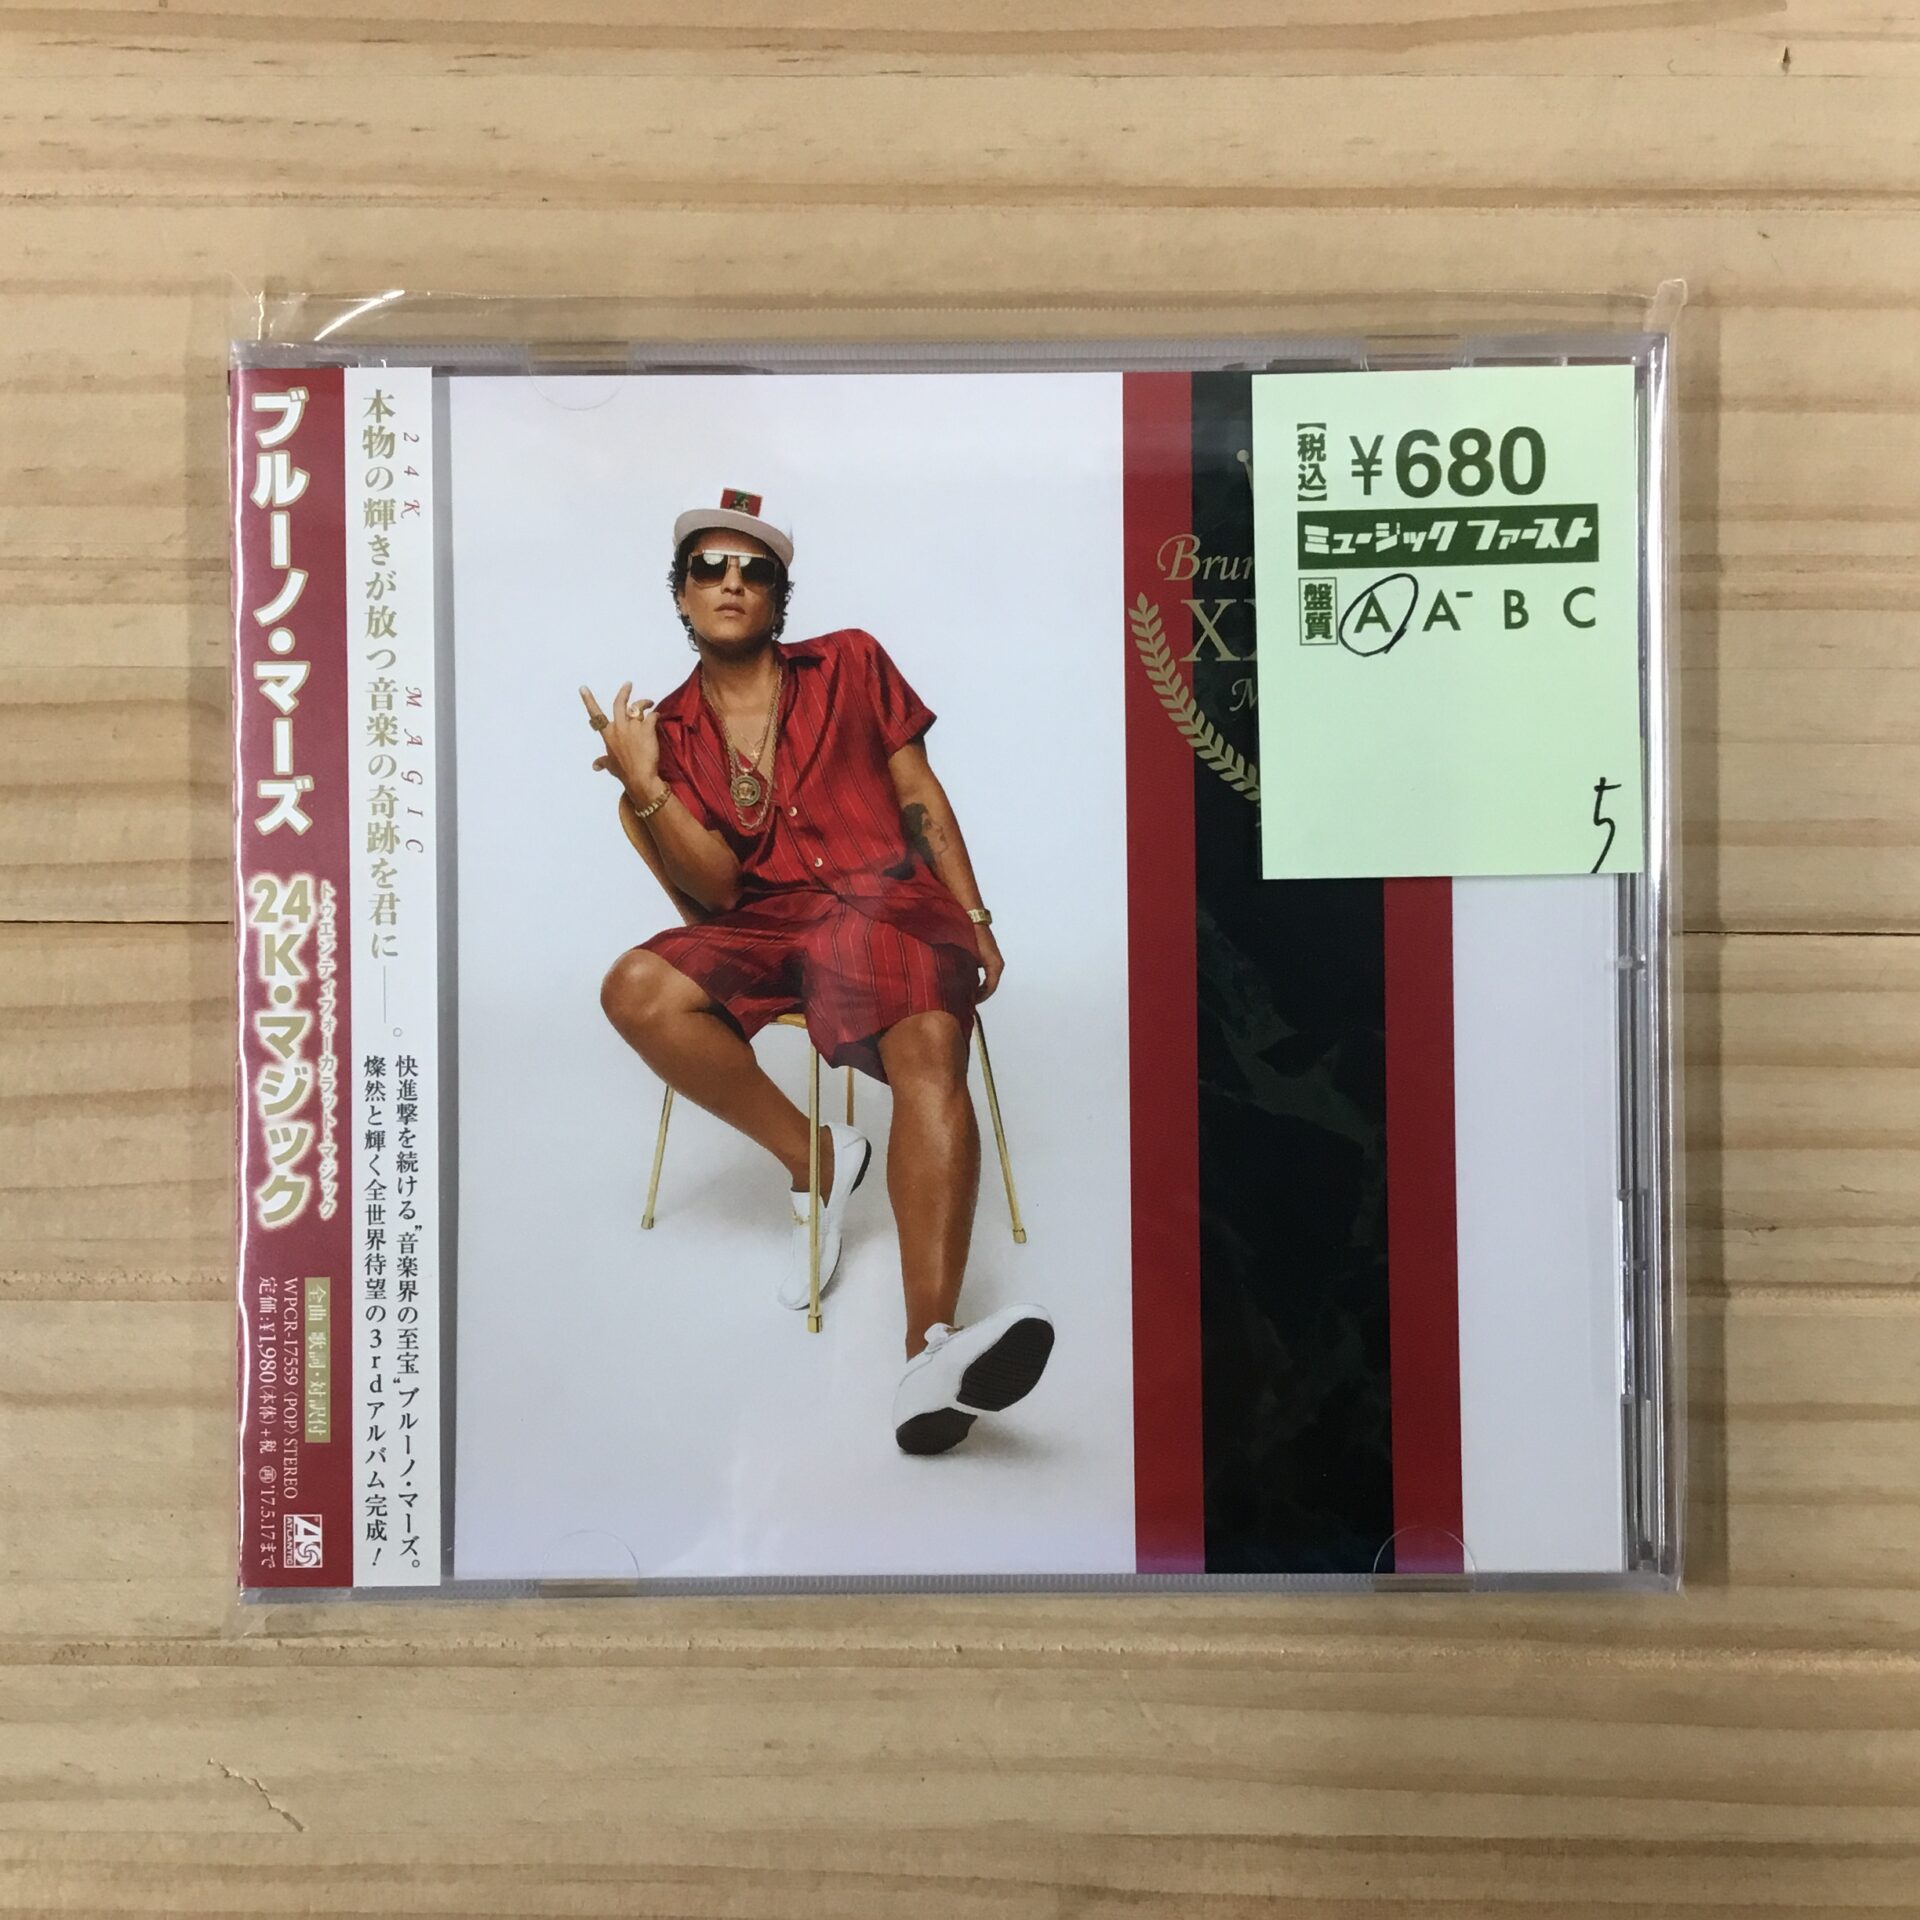 ブルーノ・マーズ
24K・マジック
トゥエンティフォーカラット・マジック
全曲 歌詞・対訳付
WPCR-17559 〈POP〉 STEREO
定価:¥1,980(本体)+税 ㊢'17.5.17まで
ATLANTIC
24K MAGIC
本物の輝きが放つ音楽の奇跡を君に――。
快進撃を続ける"音楽界の至宝"ブルーノ・マーズ。
燦然と輝く全世界待望の3rdアルバム完成！
Brun
XX
M
【税込】 ¥680
ミュージック ファースト
盤質 A A- B C
5